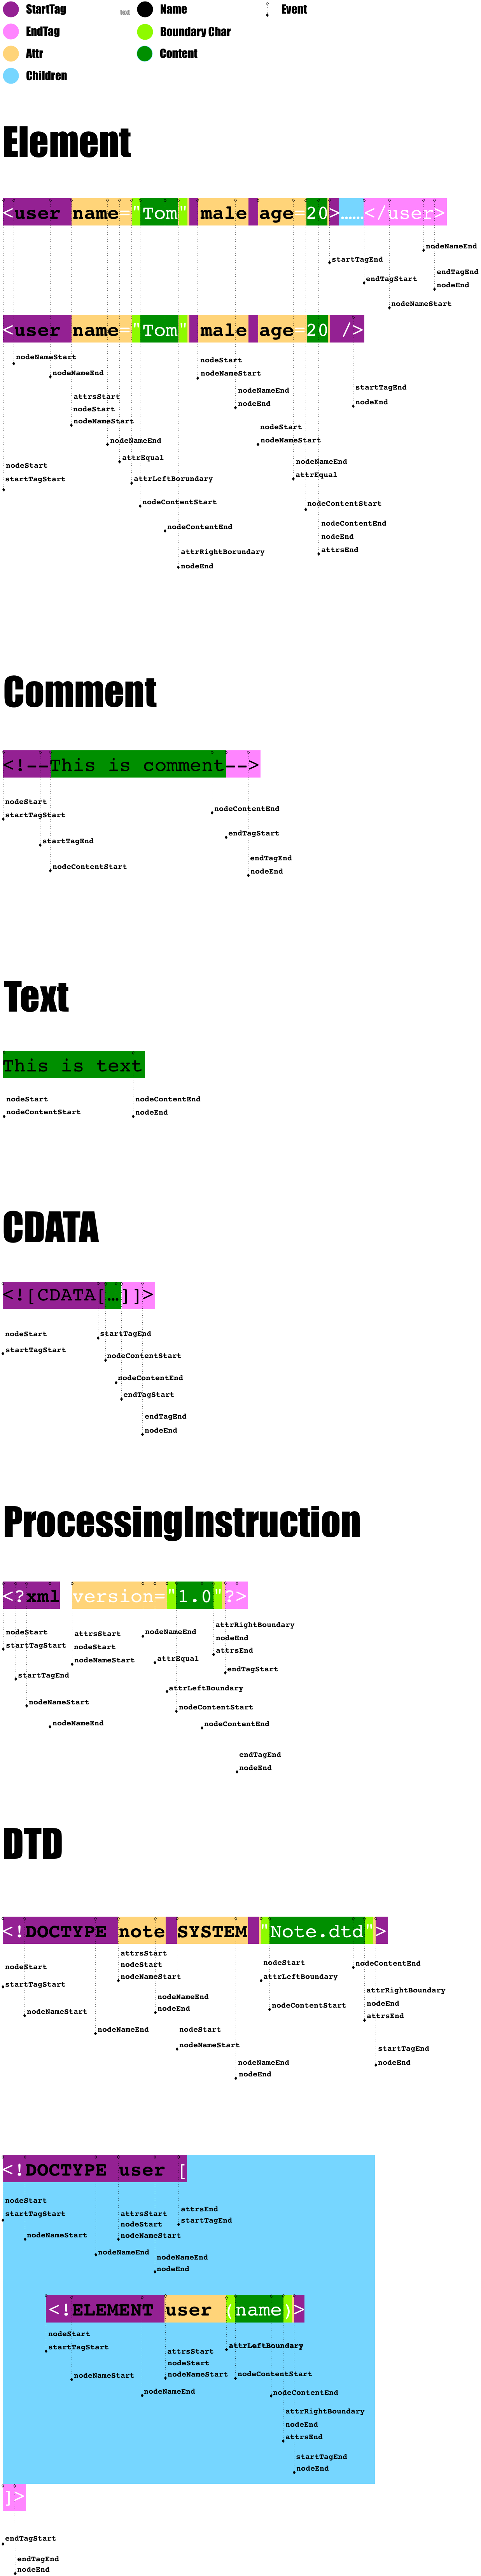 StartTag
text
Name
Event
EndTag
Boundary Char
Attr
Content
Children
Element
<user name="Tom" male age=20>……</user>
nodeNameEnd
startTagEnd
endTagEnd
endTagStart
nodeEnd
nodeNameStart
<user name="Tom" male age=20 />
nodeNameStart
nodeStart
nodeNameEnd
nodeNameStart
startTagEnd
nodeNameEnd
attrsStart
nodeEnd
nodeEnd
nodeStart
nodeNameStart
nodeStart
nodeNameEnd
nodeNameStart
attrEqual
nodeNameEnd
nodeStart
attrEqual
startTagStart
attrLeftBorundary
nodeContentStart
nodeContentStart
nodeContentEnd
nodeContentEnd
nodeEnd
attrRightBorundary
attrsEnd
nodeEnd
Comment
<!--This is comment-->
nodeStart
nodeContentEnd
startTagStart
endTagStart
startTagEnd
endTagEnd
nodeContentStart
nodeEnd
Text
This is text
nodeStart
nodeContentEnd
nodeContentStart
nodeEnd
CDATA
<![CDATA[…]]>
nodeStart
startTagEnd
startTagStart
nodeContentStart
nodeContentEnd
endTagStart
endTagEnd
nodeEnd
ProcessingInstruction
<?xml version="1.0"?>
attrRightBoundary
nodeStart
attrsStart
nodeNameEnd
nodeEnd
startTagStart
nodeStart
attrsEnd
attrEqual
nodeNameStart
endTagStart
startTagEnd
attrLeftBoundary
nodeNameStart
nodeContentStart
nodeNameEnd
nodeContentEnd
endTagEnd
nodeEnd
DTD
<!DOCTYPE note SYSTEM "Note.dtd">
attrsStart
nodeStart
nodeStart
nodeContentEnd
nodeStart
nodeNameStart
attrLeftBoundary
startTagStart
attrRightBoundary
nodeNameEnd
nodeEnd
nodeNameStart
nodeEnd
nodeContentStart
attrsEnd
nodeNameEnd
nodeStart
nodeNameStart
startTagEnd
nodeNameEnd
nodeEnd
nodeEnd
<!DOCTYPE user [
nodeStart
attrsEnd
startTagStart
attrsStart
startTagEnd
nodeStart
nodeNameStart
nodeNameStart
nodeNameEnd
nodeNameEnd
nodeEnd
<!ELEMENT user (name)>
nodeStart
attrLeftBoundary
startTagStart
attrsStart
nodeStart
nodeNameStart
nodeNameStart
nodeContentStart
nodeNameEnd
nodeContentEnd
attrRightBoundary
nodeEnd
attrsEnd
startTagEnd
nodeEnd
]>
endTagStart
endTagEnd
nodeEnd